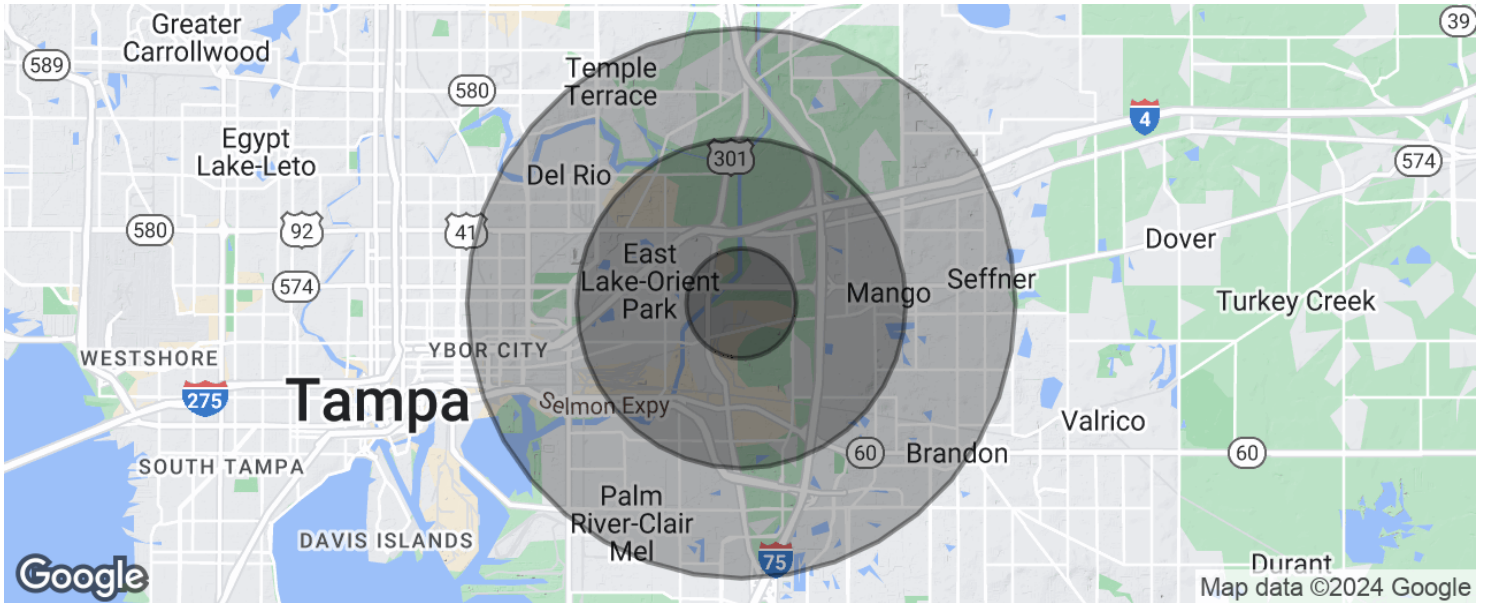 Greater
Carrollwood
39
589
Temple
Terrace
580
4
Egypt
Lake-Leto
301
574
Del Rio
580
92
41
Dover
East
Lake-Orient
Park
574
Mango
Seffner
Turkey Creek
WESTSHORE
YBOR CITY
275
Tampa
Selmon Expy
Valrico
SOUTH TAMPA
60
Brandon
60
Palm
River-Clair
Mel
DAVIS ISLANDS
75
Durant
Google
Map data ©2024 Google